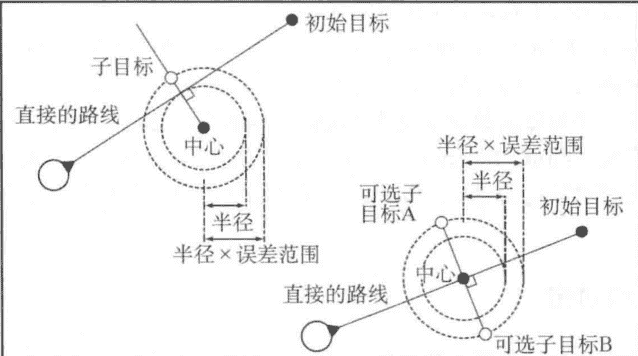 初始目标
子目标
直接的路线
中心
半径
半径×误差范围
半径×误差范围
半径
可选子
目标A
初始目标
中心
直接的路线
可选子目标B